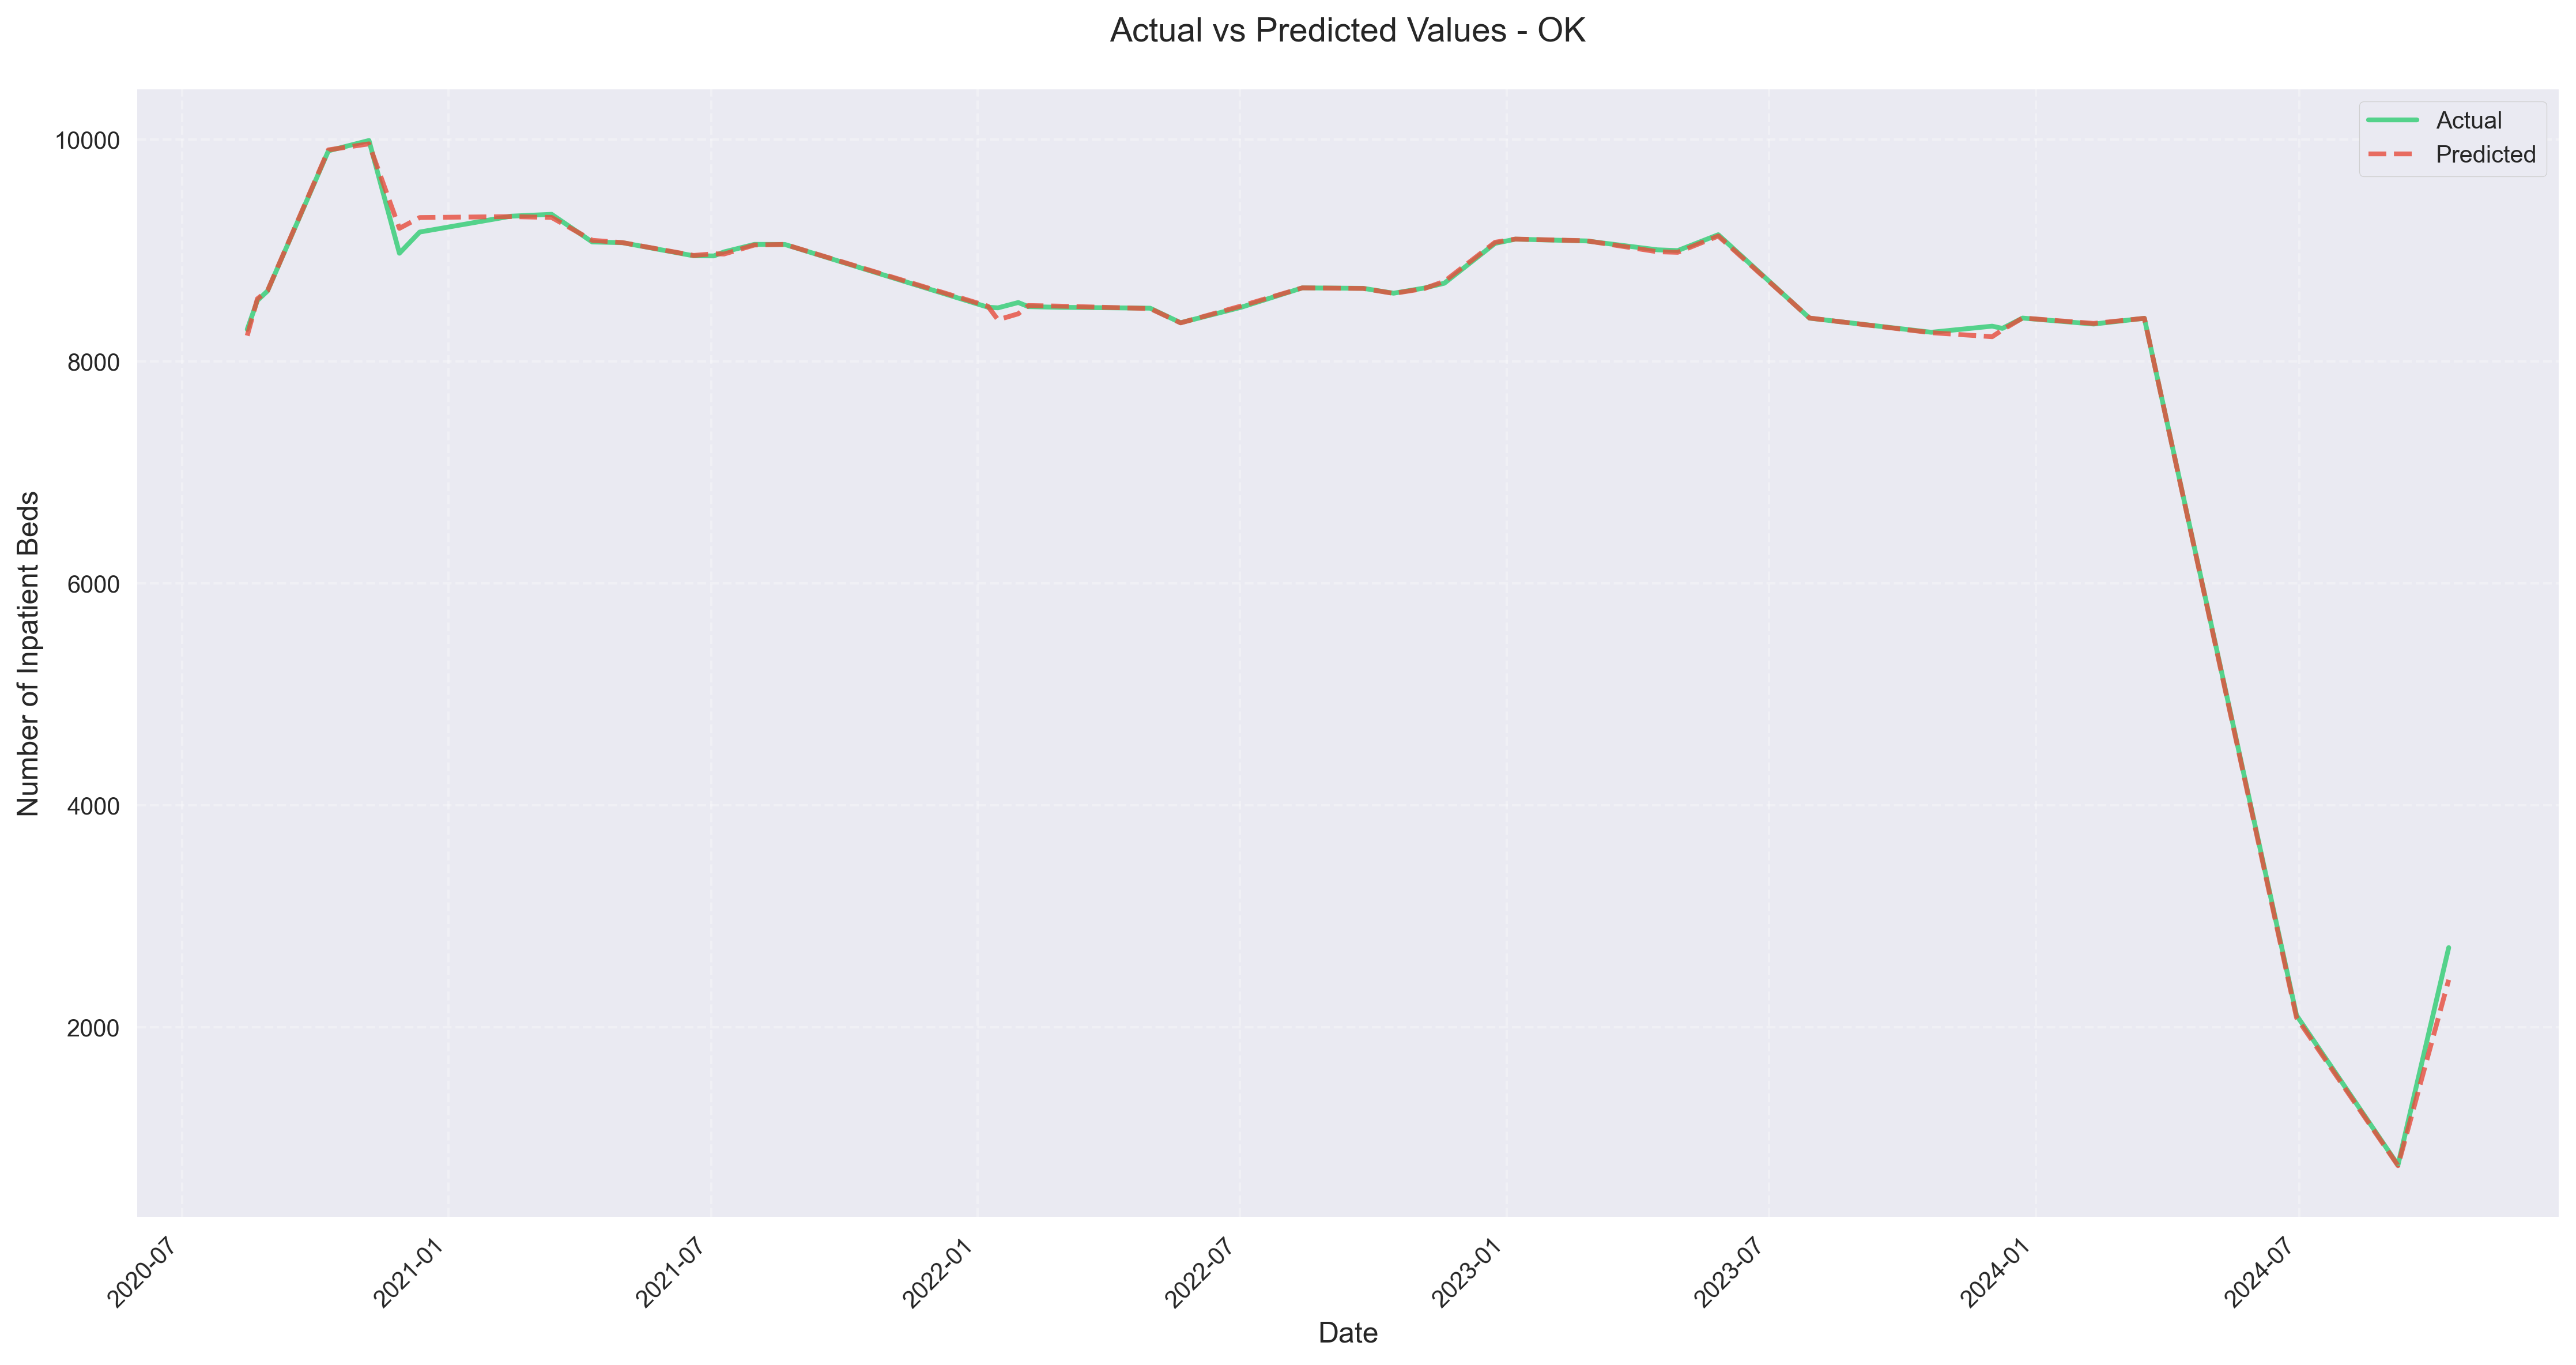 Actual vs Predicted Values - OK
Actual
Predicted
Number of Inpatient Beds
10000
8000
6000
4000
2000
2020-07
2021-01
2021-07
2022-01
2022-07
2023-01
2023-07
2024-01
2024-07
Date